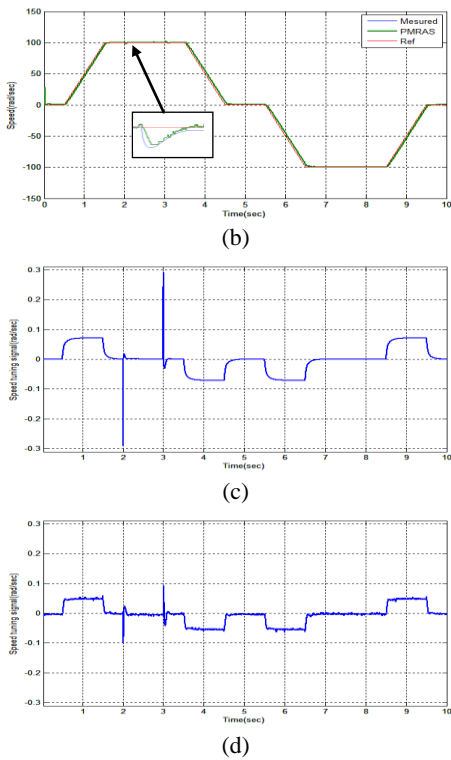 150
Mesured
PMRAS
Ref
100
50
0
-50
-100
-150
Speed(rad/sec)
0 1 2 3 4 5 6 7 8 9 10
Time(sec)
(b)
0.3
0.2
0.1
0
-0.1
-0.2
-0.3
Speed tuning signal(rad/sec)
1 2 3 4 5 6 7 8 9 10
Time(sec)
(c)
0.3
0.2
0.1
0
-0.1
-0.2
-0.3
Speed tuning signal(rad/sec)
1 2 3 4 5 6 7 8 9 10
Time(sec)
(d)